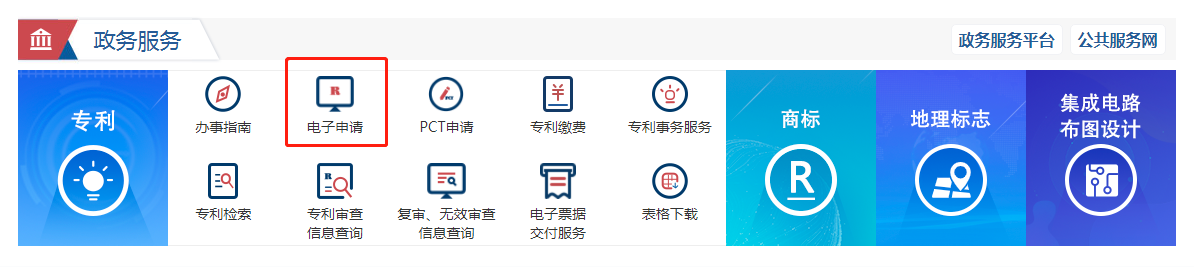 政务服务
政务服务平台
公共服务网
专利
办事指南
R
电子申请
PCT
PCT申请
专利缴费
专利事务服务
专利检索
R
专利审查
信息查询
复审、无效审查
信息查询
电子票据
交付服务
表格下载
商标
R
地理标志
集成电路
布图设计